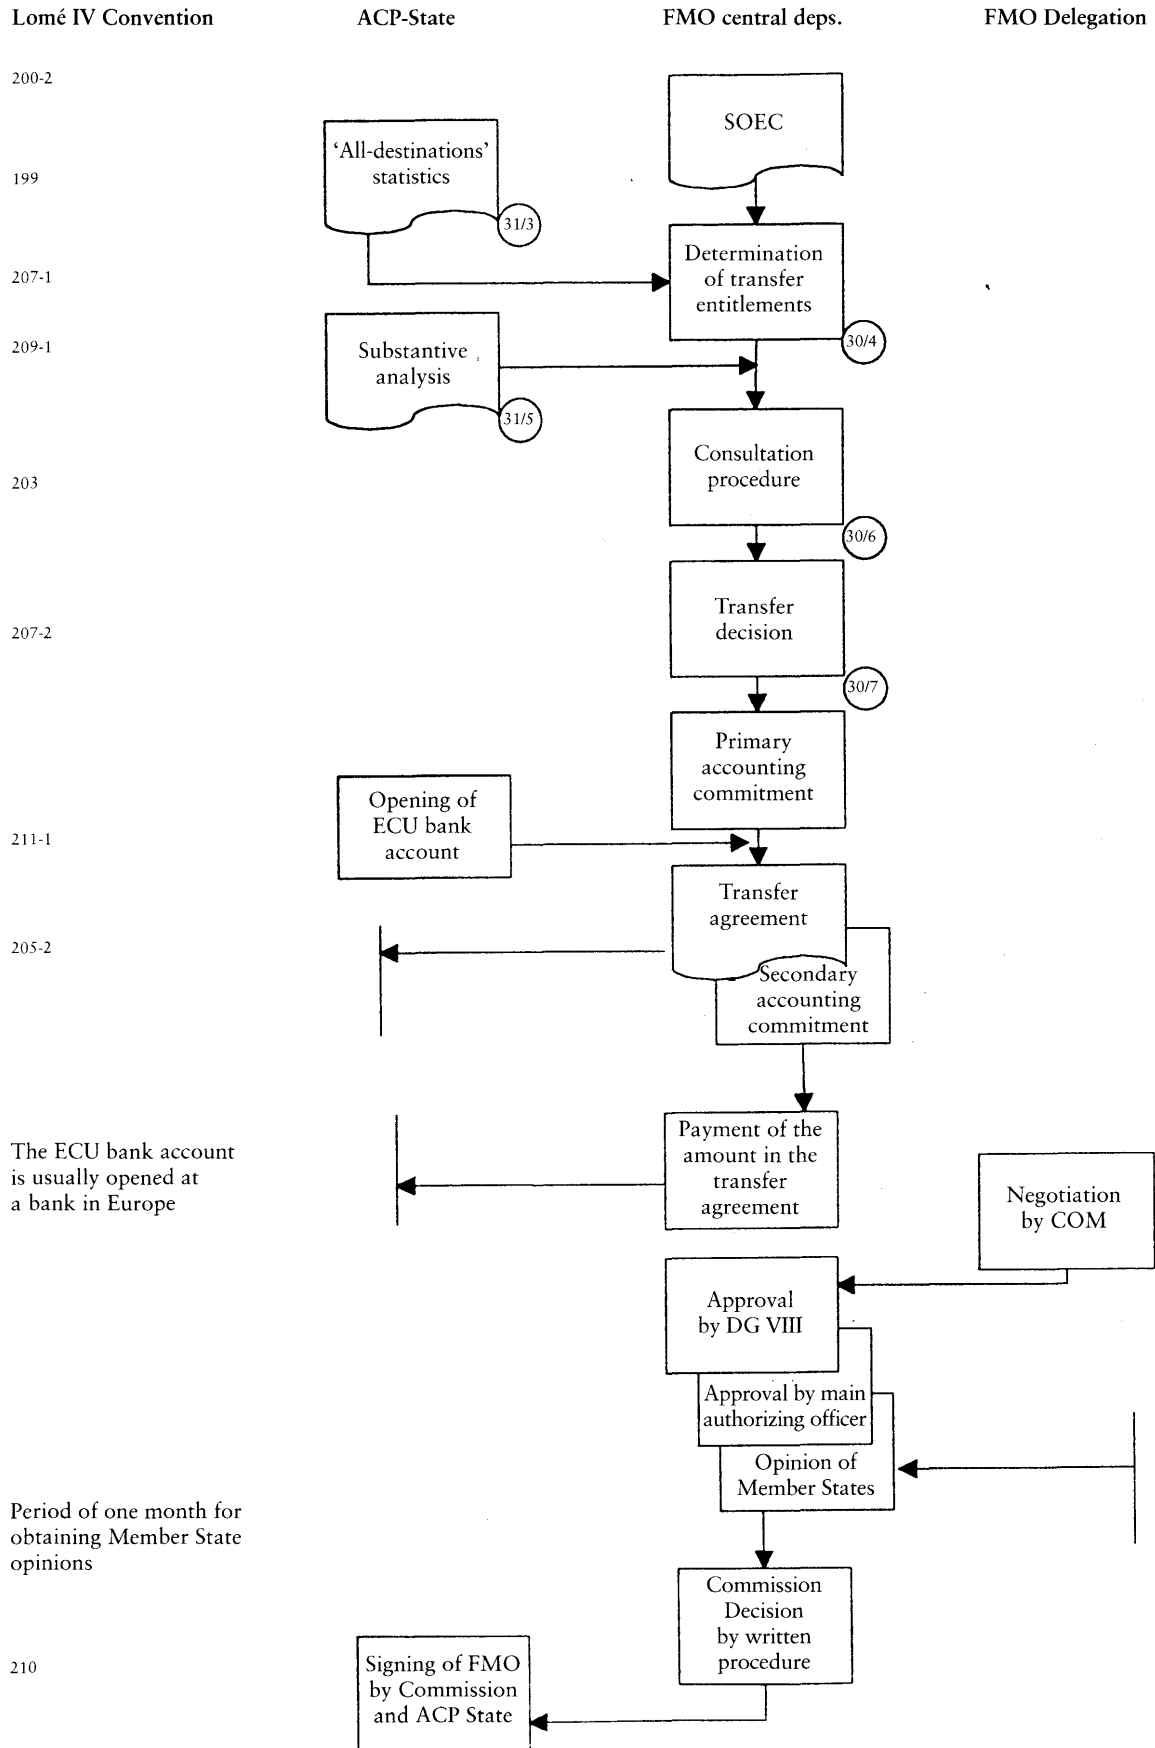 Lomé IV Convention
ACP-State
FMO central deps.
FMO Delegation
200-2
SOEC
'All-destinations'
statistics
199
31/3
Determination
of transfer
entitlements
207-1
30/4
209-1
Substantive
analysis
31/5
Consultation
procedure
203
30/6
Transfer
decision
207-2
30/7
Primary
accounting
commitment
Opening of
ECU bank
account
211-1
Transfer
agreement
205-2
Secondary
accounting
commitment
The ECU bank account
is usually opened at
a bank in Europe
Payment of the
amount in the
transfer
agreement
Negotiation
by COM
Approval
by DG VIII
Approval by main
authorizing officer
Opinion of
Member States
Period of one month for
obtaining Member State
opinions
Commission
Decision
by written
procedure
210
Signing of FMO
by Commission
and ACP State